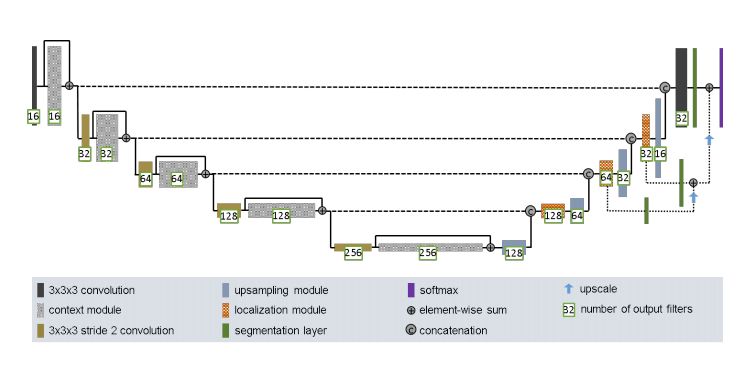 C
16
16
32
C
32
32
32
16
C
64
64
64
32
C
128
128
128
64
256
256
128
3x3x3 convolution
upsampling module
softmax
upscale
context module
localization module
element-wise sum
32
number of output filters
3x3x3 stride 2 convolution
segmentation layer
C
concatenation